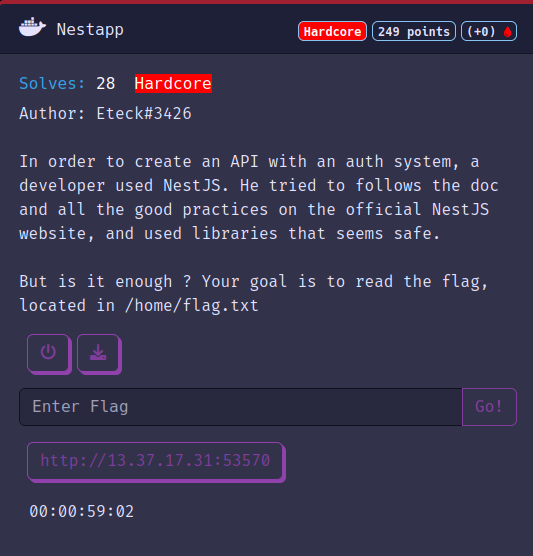 Nestapp
Hardcore 249 points (+0)
Solves: 28 Hardcore
Author: Eteck#3426
In order to create an API with an auth system, a
developer used NestJS. He tried to follows the doc
and all the good practices on the official NestJS
website, and used libraries that seems safe.
But is it enough ? Your goal is to read the flag,
located in /home/flag.txt
Enter Flag Go!
http://13.37.17.31:53570
00:00:59:02